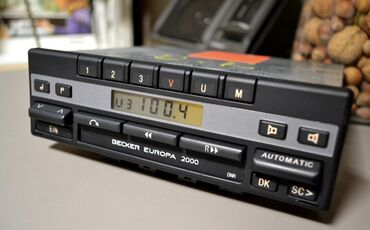 1 2 3 V U M
U3 100.4
EIN
BECKER EUROPA 2000
R
DNR
AUTOMATIC
DK
SC>